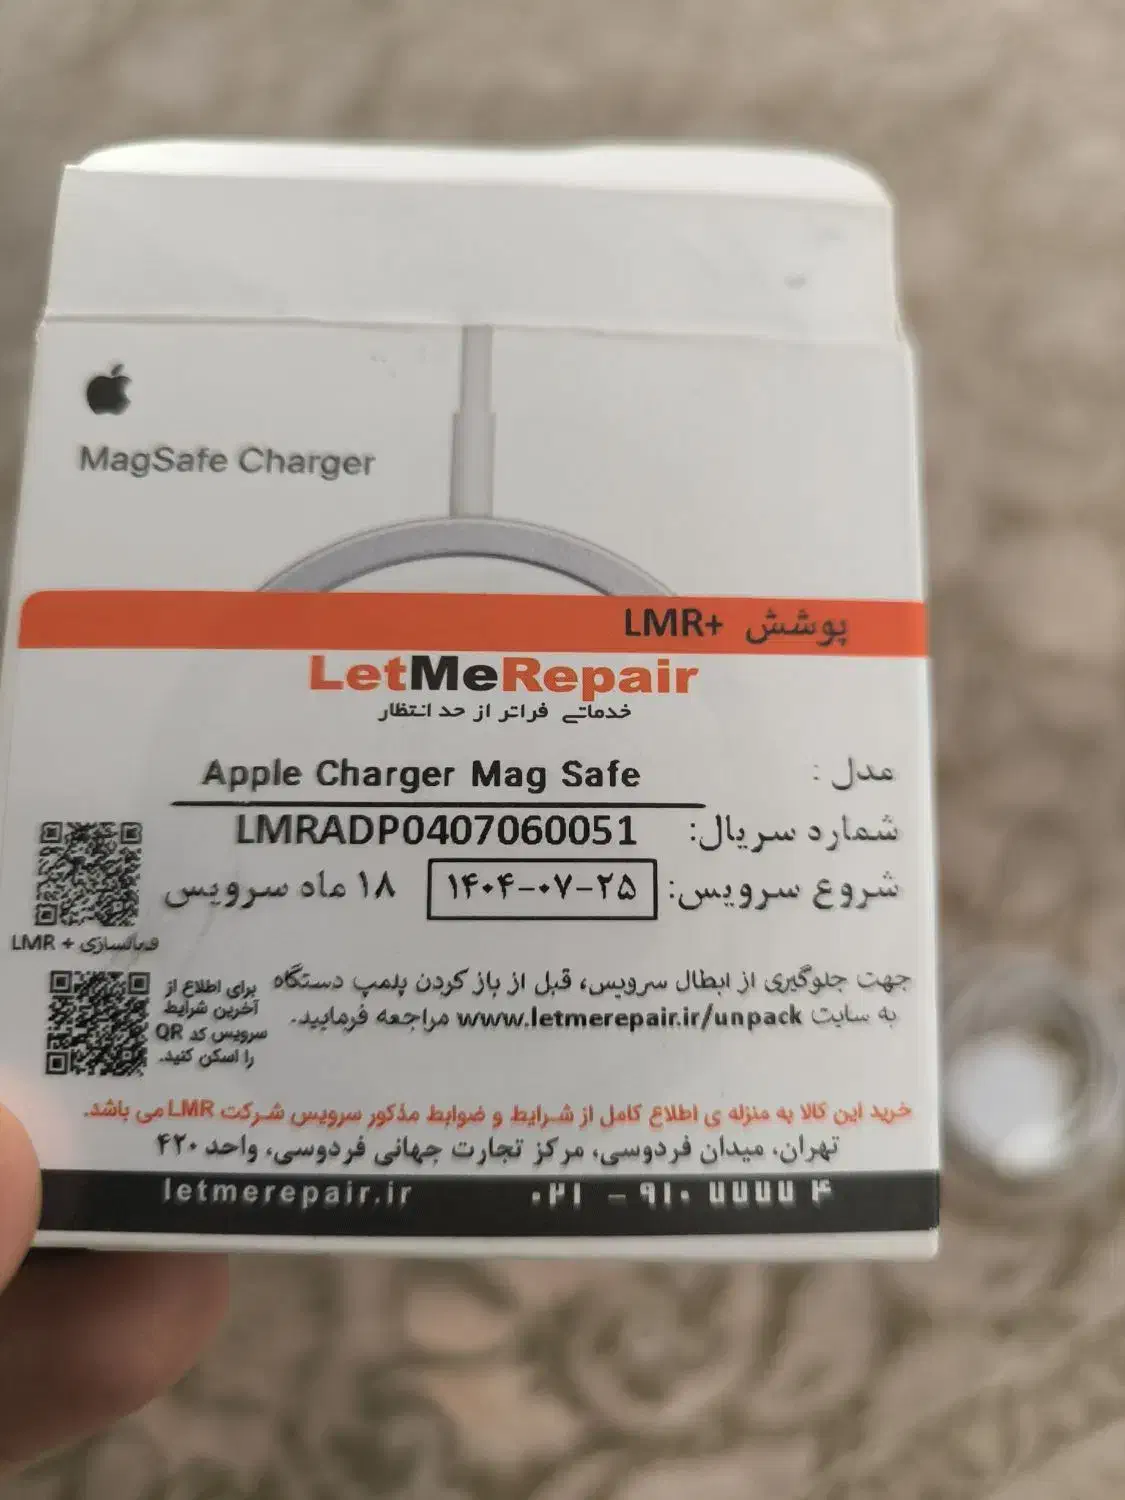 MagSafe Charger
پوشش LMR+
LetMeRepair
خدماتی فراتر از حد انتظار
مدل : Apple Charger Mag Safe
شماره سریال: LMRADP0407060051
شروع سرویس: ۱۴۰۴-۰۷-۲۵ ۱۸ ماه سرویس
فعالسازی + LMR
جهت جلوگیری از ابطال سرویس، قبل از باز کردن پلمپ دستگاه
به سایت www.letmerepair.ir/unpack مراجعه فرمایید.
برای اطلاع از
آخرین شرایط
سرویس کد QR
را اسکن کنید.
خرید این کالا به منزله ی اطلاع کامل از شرایط و ضوابط مذکور سرویس شرکت LMR می باشد.
تهران، میدان فردوسی، مرکز تجارت جهانی فردوسی، واحد ۴۲۰
letmerepair.ir ۰۲۱ – ۹۱۰ ۷۷۷۷ ۴